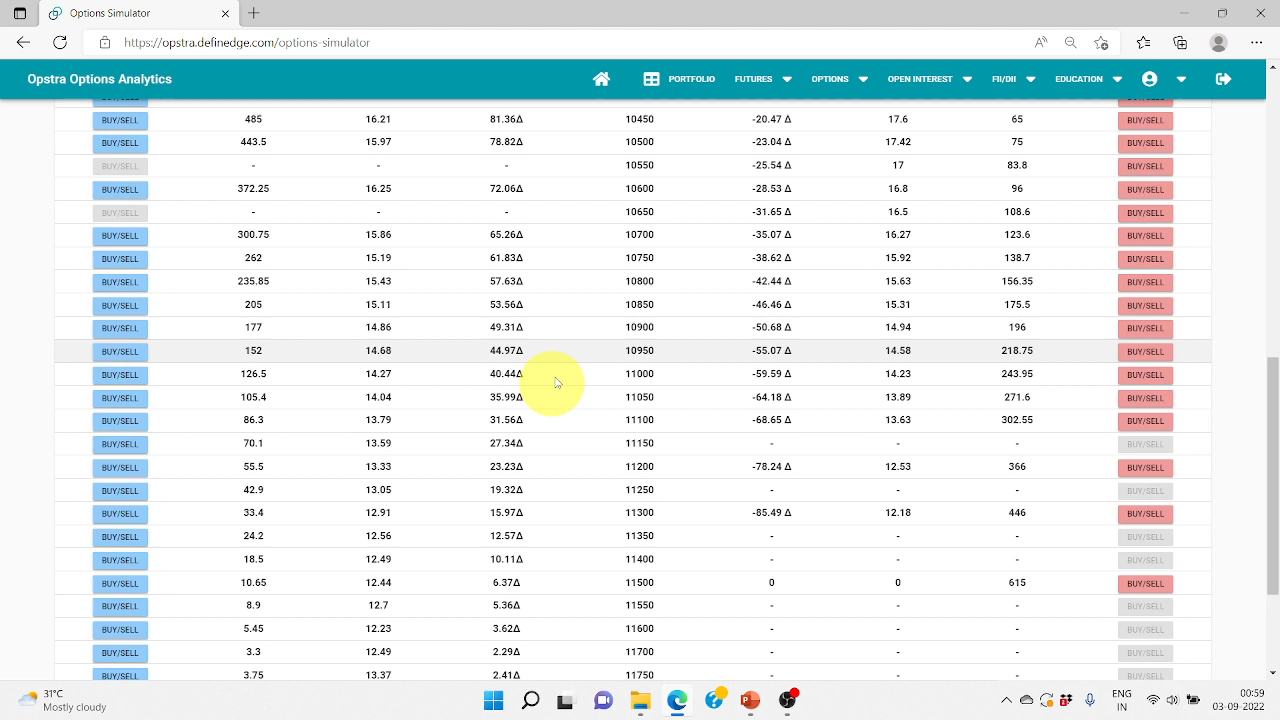 Options Simulator
https://opstra.definedge.com/options-simulator
Opstra Options Analytics PORTFOLIO FUTURES OPTIONS OPEN INTEREST FII/DII EDUCATION
BUY/SELL BUY/SELL
BUY/SELL 485 16.21 81.36Δ 10450 -20.47 Δ 17.6 65 BUY/SELL
BUY/SELL 443.5 15.97 78.82Δ 10500 -23.04 Δ 17.42 75 BUY/SELL
BUY/SELL - - - 10550 -25.54 Δ 17 83.8 BUY/SELL
BUY/SELL 372.25 16.25 72.06Δ 10600 -28.53 Δ 16.8 96 BUY/SELL
BUY/SELL - - - 10650 -31.65 Δ 16.5 108.6 BUY/SELL
BUY/SELL 300.75 15.86 65.26Δ 10700 -35.07 Δ 16.27 123.6 BUY/SELL
BUY/SELL 262 15.19 61.83Δ 10750 -38.62 Δ 15.92 138.7 BUY/SELL
BUY/SELL 235.85 15.43 57.63Δ 10800 -42.44 Δ 15.63 156.35 BUY/SELL
BUY/SELL 205 15.11 53.56Δ 10850 -46.46 Δ 15.31 175.5 BUY/SELL
BUY/SELL 177 14.86 49.31Δ 10900 -50.68 Δ 14.94 196 BUY/SELL
BUY/SELL 152 14.68 44.97Δ 10950 -55.07 Δ 14.58 218.75 BUY/SELL
BUY/SELL 126.5 14.27 40.44Δ 11000 -59.59 Δ 14.23 243.95 BUY/SELL
BUY/SELL 105.4 14.04 35.99Δ 11050 -64.18 Δ 13.89 271.6 BUY/SELL
BUY/SELL 86.3 13.79 31.56Δ 11100 -68.65 Δ 13.63 302.55 BUY/SELL
BUY/SELL 70.1 13.59 27.34Δ 11150 - - - BUY/SELL
BUY/SELL 55.5 13.33 23.23Δ 11200 -78.24 Δ 12.53 366 BUY/SELL
BUY/SELL 42.9 13.05 19.32Δ 11250 - - - BUY/SELL
BUY/SELL 33.4 12.91 15.97Δ 11300 -85.49 Δ 12.18 446 BUY/SELL
BUY/SELL 24.2 12.56 12.57Δ 11350 - - - BUY/SELL
BUY/SELL 18.5 12.49 10.11Δ 11400 - - - BUY/SELL
BUY/SELL 10.65 12.44 6.37Δ 11500 0 0 615 BUY/SELL
BUY/SELL 8.9 12.7 5.36Δ 11550 - - - BUY/SELL
BUY/SELL 5.45 12.23 3.62Δ 11600 - - - BUY/SELL
BUY/SELL 3.3 12.49 2.29Δ 11700 - - - BUY/SELL
BUY/SELL 3.75 13.37 2.41Δ 11750 - - - BUY/SELL
31°C ENG 00:59
Mostly cloudy IN 03-09-2022